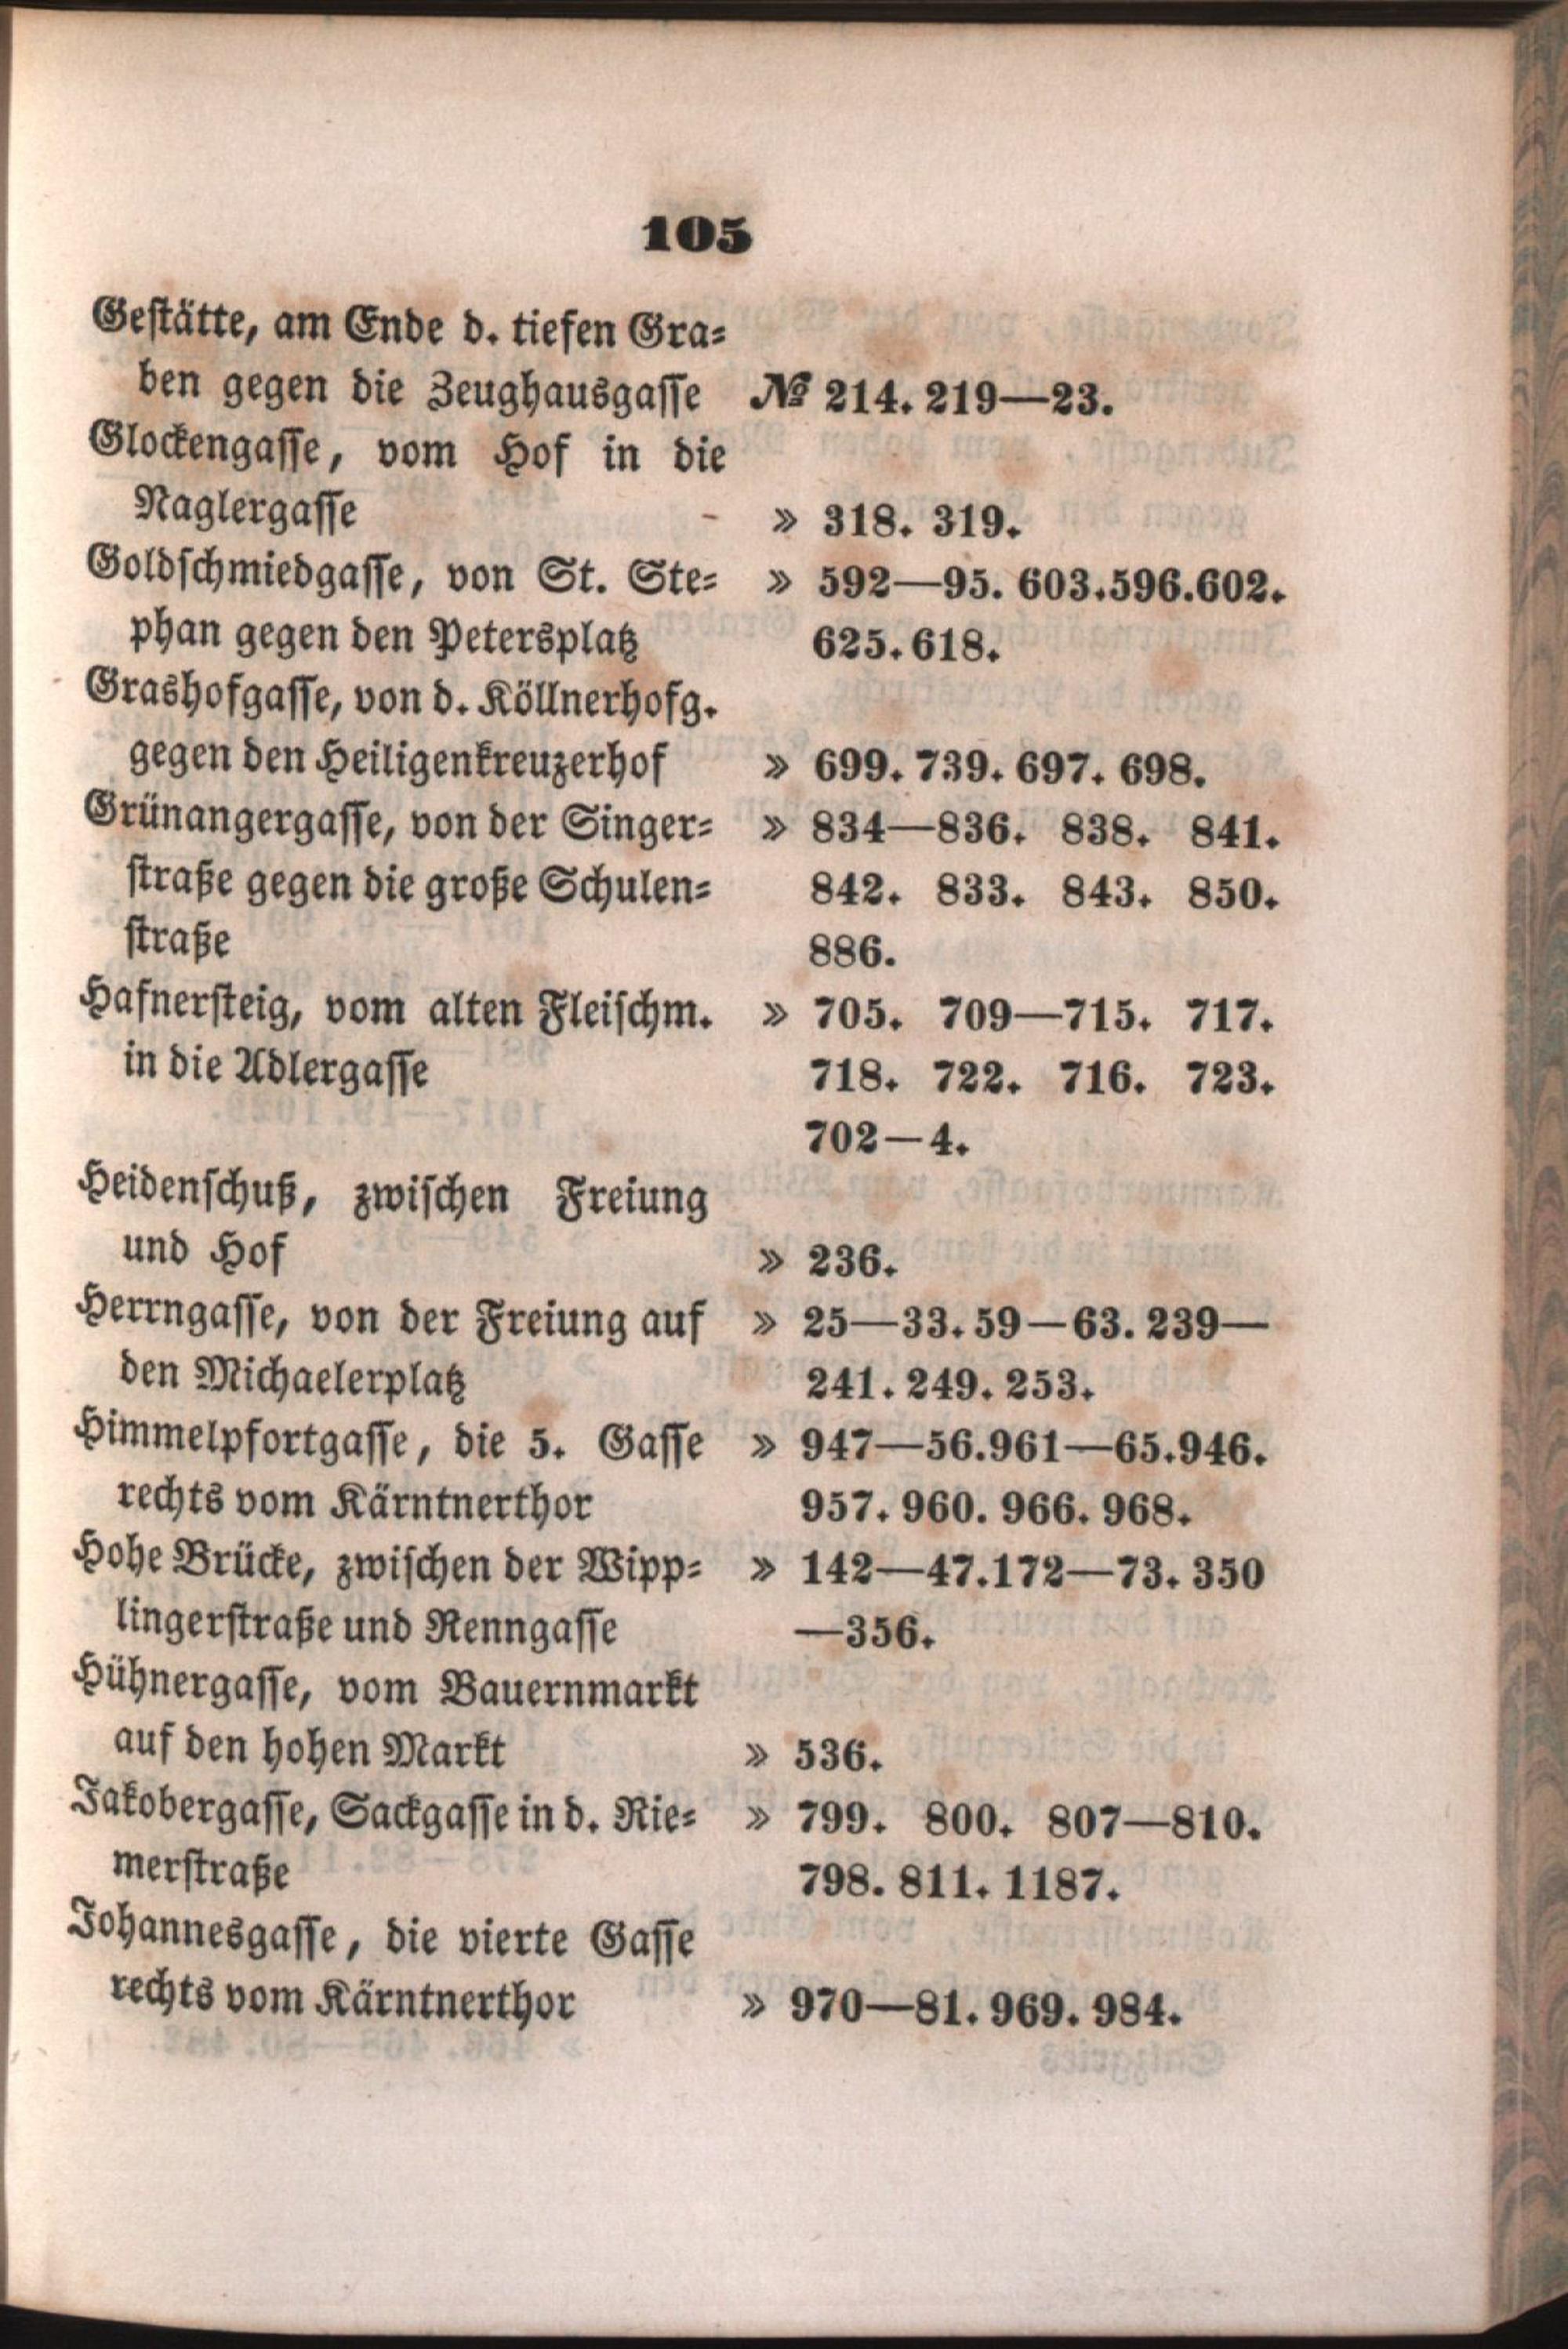 105
Gestätte, am Ende d. tiefen Gra-
ben gegen die Zeughausgasse № 214. 219—23.
Glockengasse, vom Hof in die
Naglergasse » 318. 319.
Goldschmiedgasse, von St. Ste- » 592—95. 603.596.602.
phan gegen den Petersplatz 625. 618.
Grashofgasse, von d. Köllnerhofg.
gegen den Heiligenkreuzerhof » 699. 739. 697. 698.
Grünangergasse, von der Singer- » 834—836. 838. 841.
straße gegen die große Schulen- 842. 833. 843. 850.
straße 886.
Hafnersteig, vom alten Fleischm. » 705. 709—715. 717.
in die Adlergasse 718. 722. 716. 723.
702—4.
Heidenschuß, zwischen Freiung
und Hof » 236.
Herrngasse, von der Freiung auf » 25—33. 59—63. 239—
den Michaelerplatz 241. 249. 253.
Himmelpfortgasse, die 5. Gasse » 947—56.961—65.946.
rechts vom Kärntnerthor 957. 960. 966. 968.
Hohe Brücke, zwischen der Wipp- » 142—47.172—73. 350
lingerstraße und Renngasse —356.
Hühnergasse, vom Bauernmarkt
auf den hohen Markt » 536.
Jakobergasse, Sackgasse in d. Rie- » 799. 800. 807—810.
merstraße 798. 811. 1187.
Johannesgasse, die vierte Gasse
rechts vom Kärntnerthor » 970—81. 969. 984.